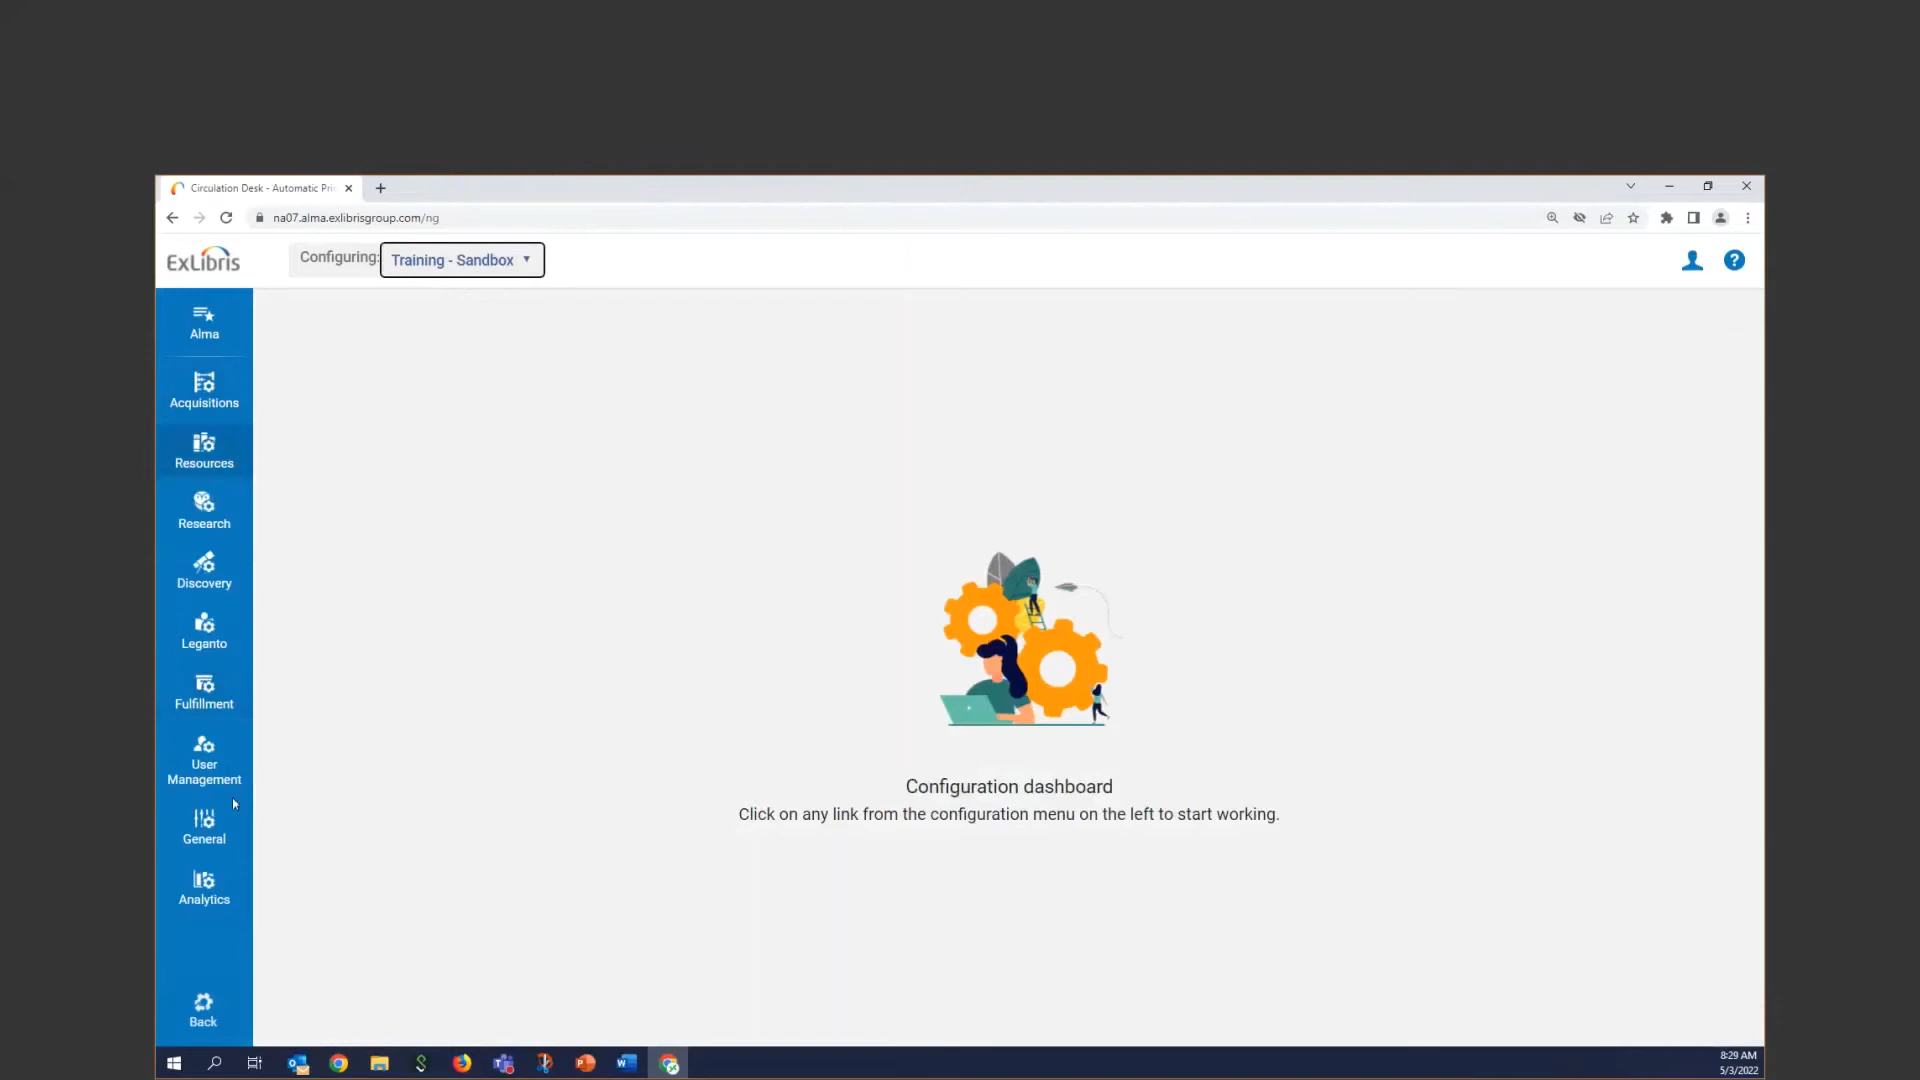 Circulation Desk - Automatic Pri
na07.alma.exlibrisgroup.com/ng
ExLibris
Configuring:
Training - Sandbox
Alma
Acquisitions
Resources
Research
Discovery
Leganto
Fulfillment
User
Management
General
Analytics
Back
Configuration dashboard
Click on any link from the configuration menu on the left to start working.
8:29 AM
5/3/2022